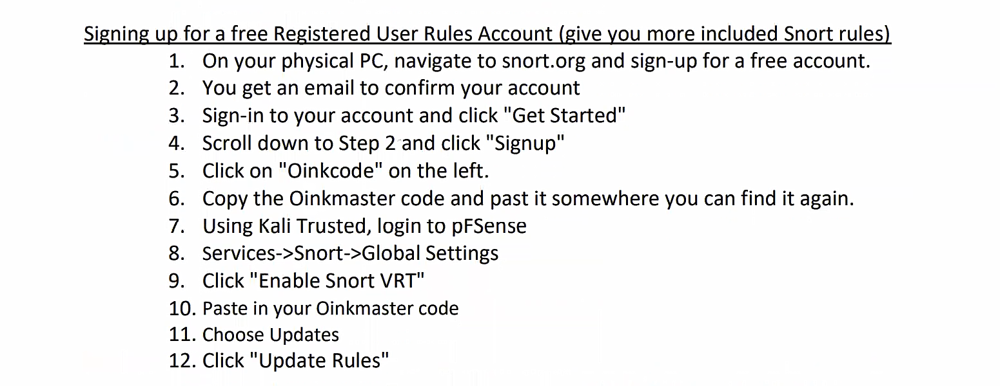 Signing up for a free Registered User Rules Account (give you more included Snort rules)
1. On your physical PC, navigate to snort.org and sign-up for a free account.
2. You get an email to confirm your account
3. Sign-in to your account and click "Get Started"
4. Scroll down to Step 2 and click "Signup"
5. Click on "Oinkcode" on the left.
6. Copy the Oinkmaster code and past it somewhere you can find it again.
7. Using Kali Trusted, login to pFSense
8. Services->Snort->Global Settings
9. Click "Enable Snort VRT"
10. Paste in your Oinkmaster code
11. Choose Updates
12. Click "Update Rules"